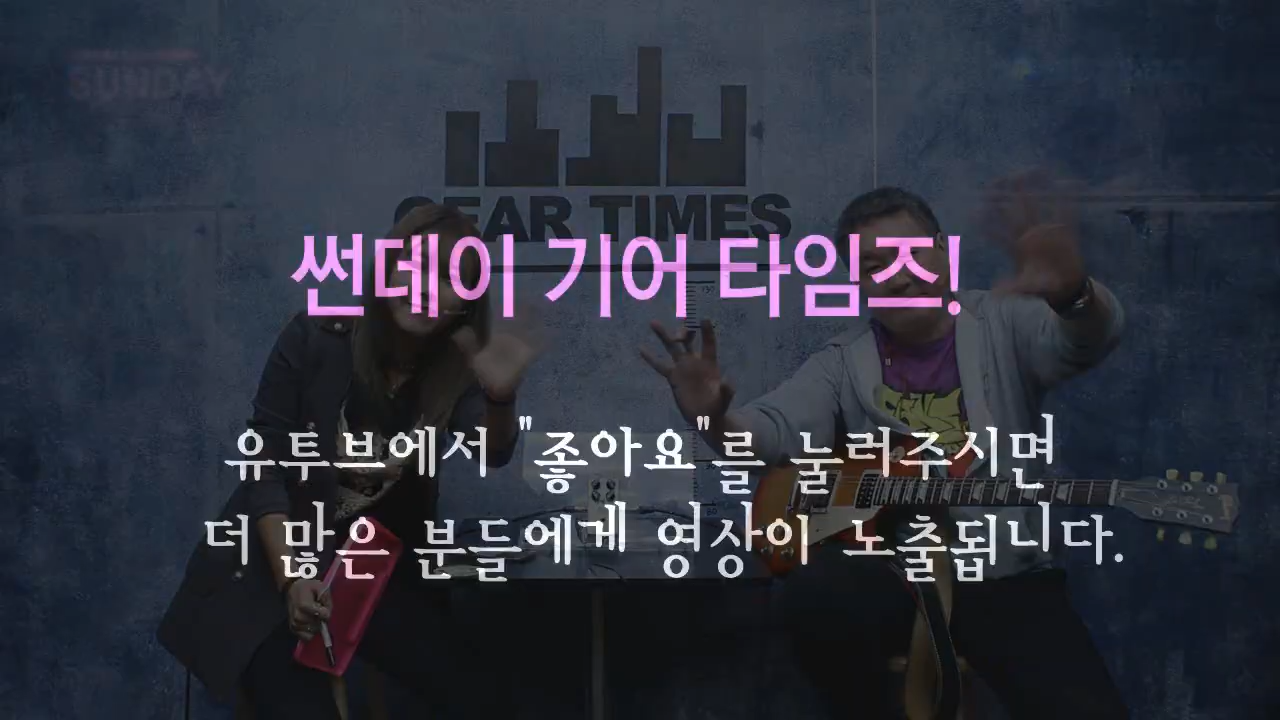 SUNDAY
GEAR TIMES
썬데이 기어 타임즈!
유투브에서 "좋아요"를 눌러주시면
더 많은 분들에게 영상이 노출됩니다.